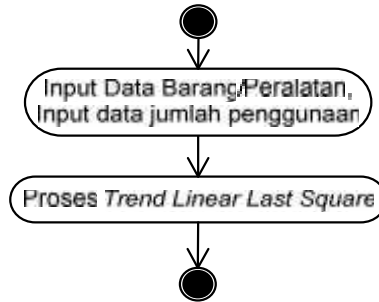 Input Data Barang/Peralatan,
Input data jumlah penggunaan
Proses Trend Linear Last Square